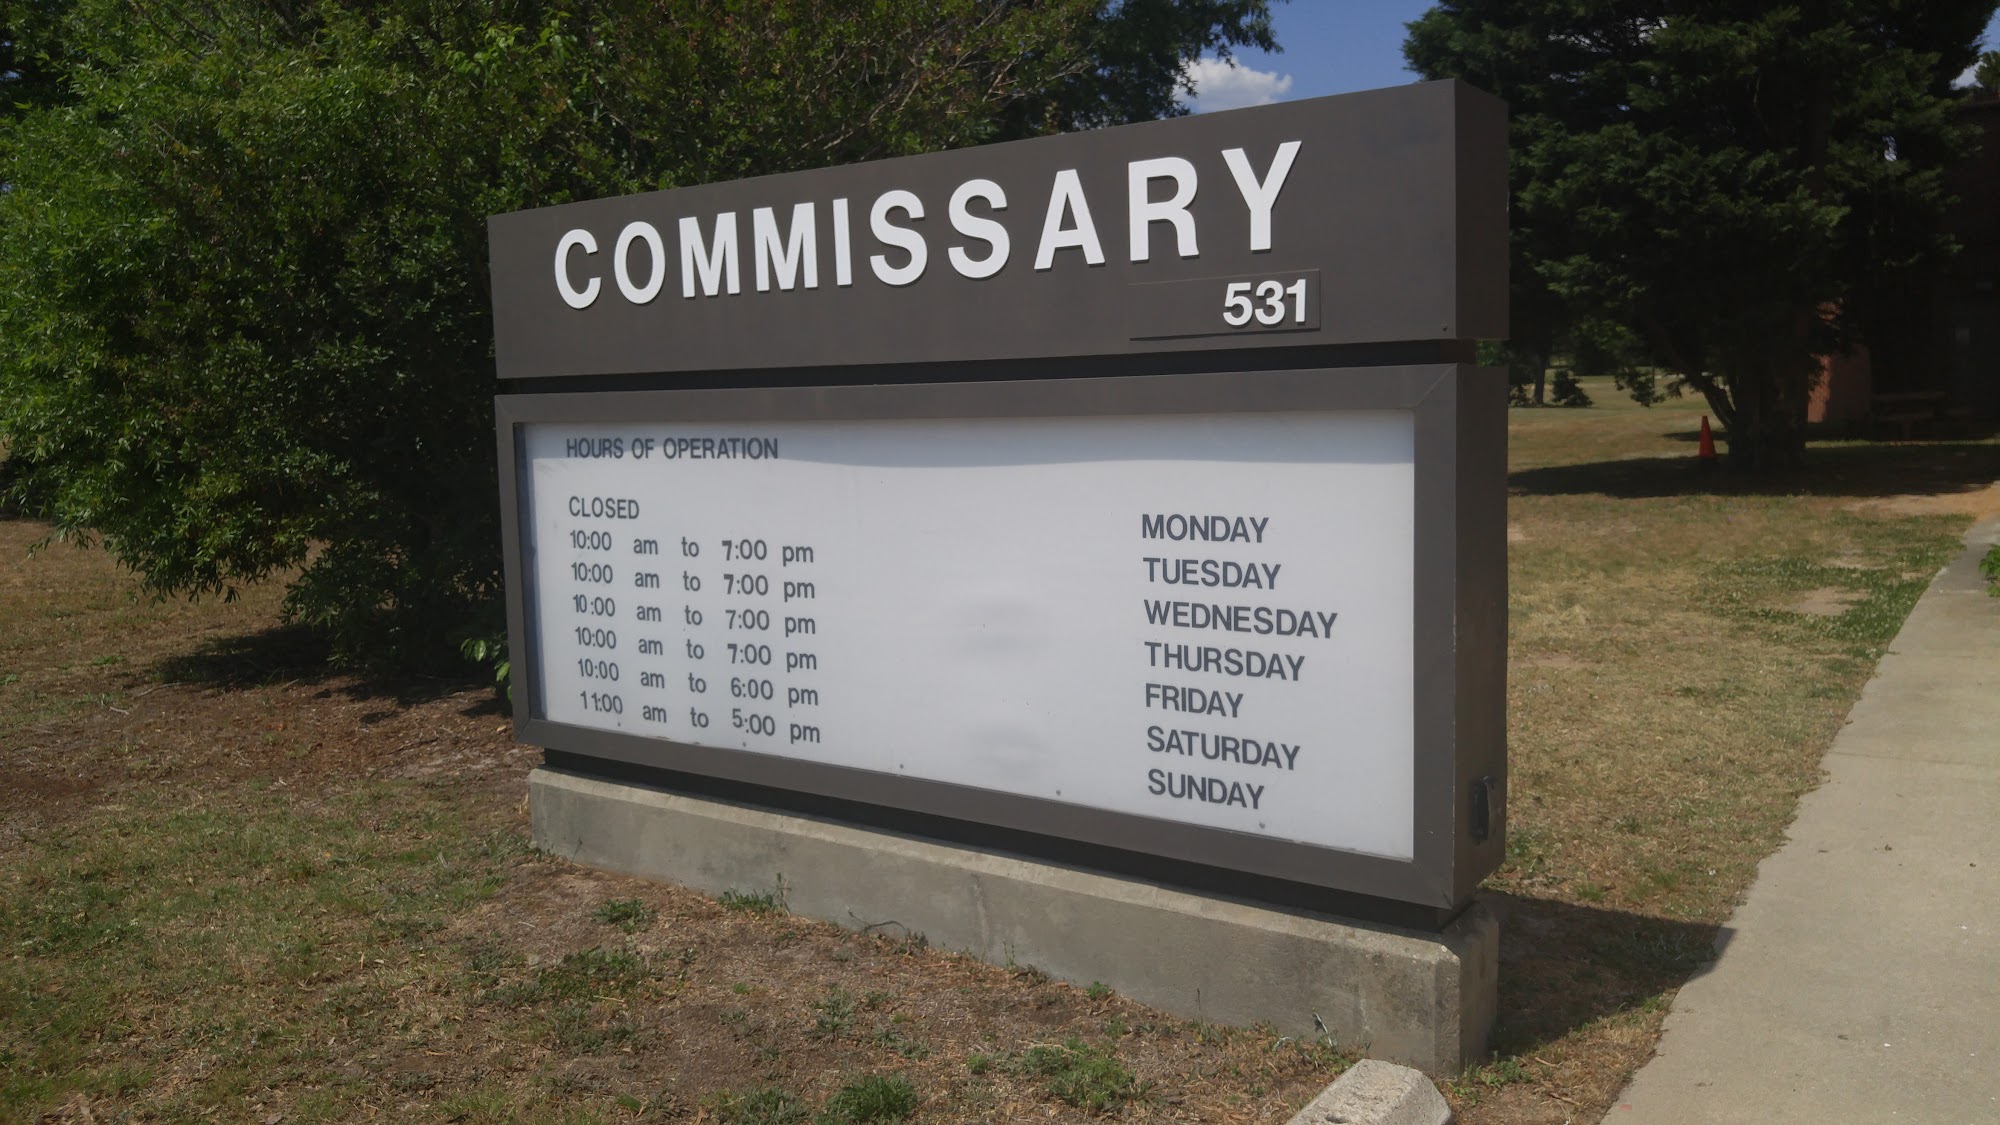 COMMISSARY
531
HOURS OF OPERATION
CLOSED MONDAY
10:00 am to 7:00 pm TUESDAY
10:00 am to 7:00 pm WEDNESDAY
10:00 am to 7:00 pm THURSDAY
10:00 am to 7:00 pm FRIDAY
10:00 am to 6:00 pm SATURDAY
11:00 am to 5:00 pm SUNDAY